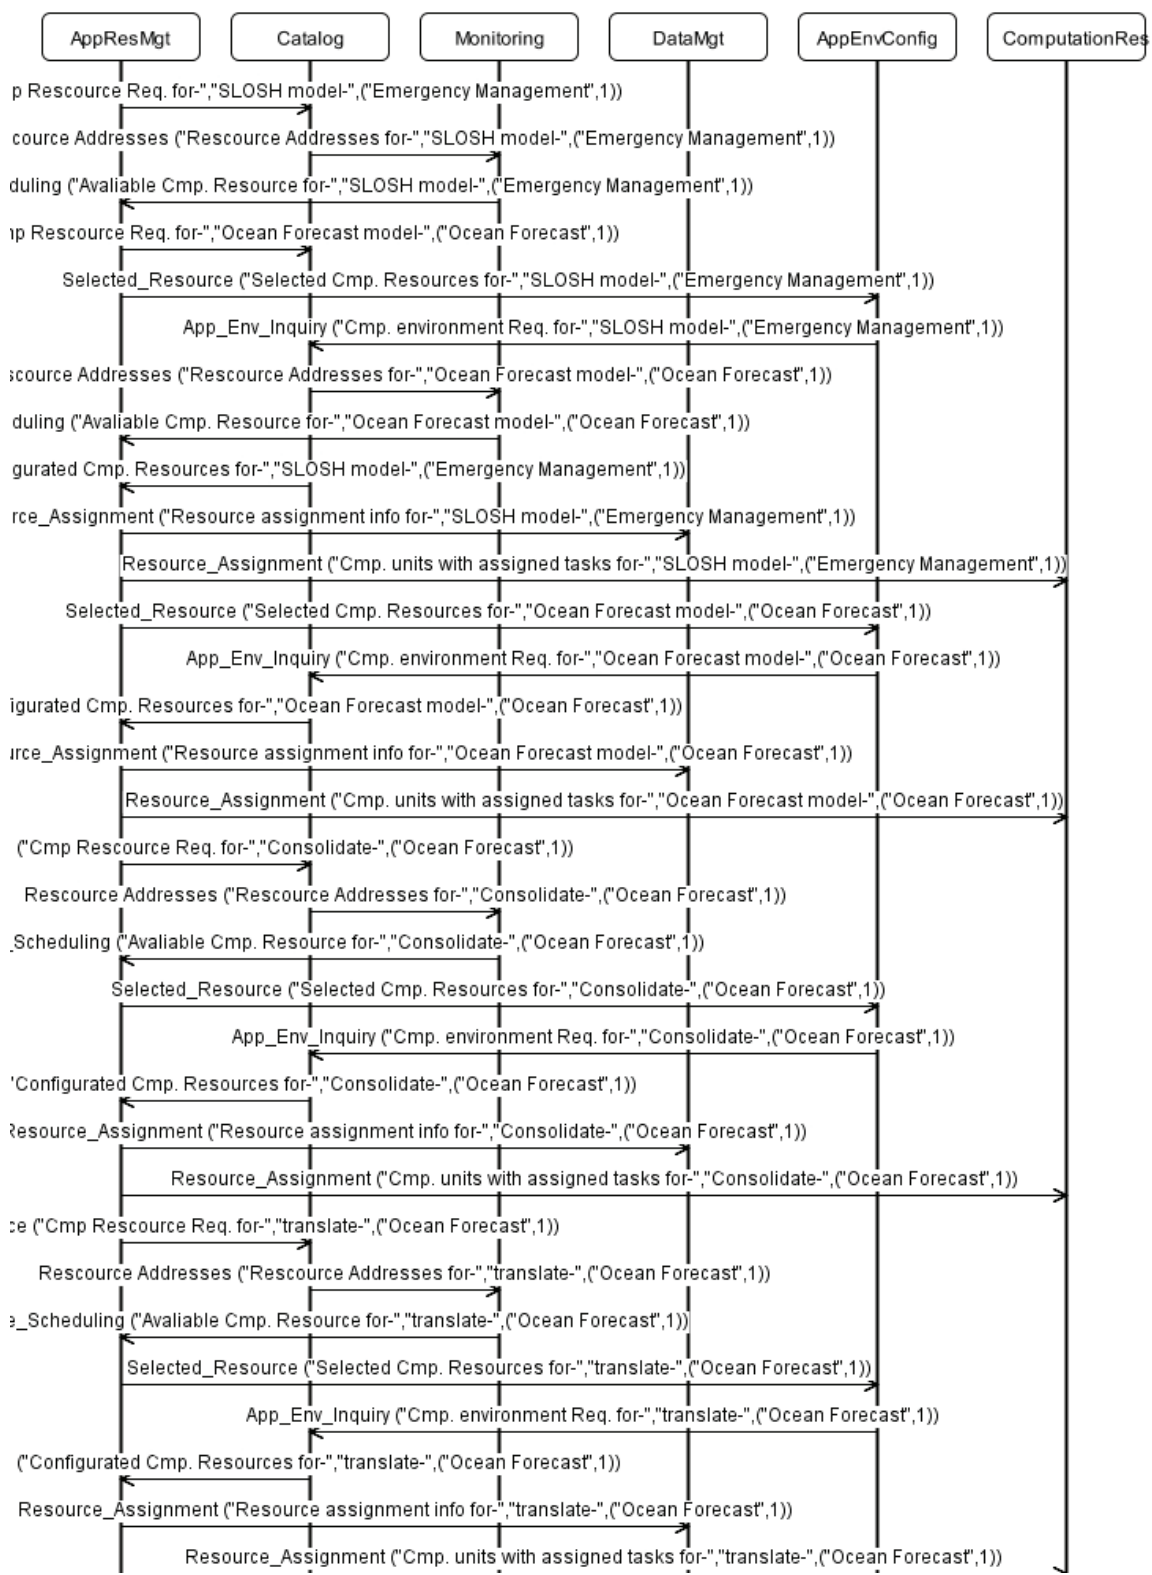 AppResMgt Catalog Monitoring DataMgt AppEnvConfig ComputationRes
p Rescource Req. for-","SLOSH model-",("Emergency Management",1))
cource Addresses ("Rescource Addresses for-","SLOSH model-",("Emergency Management",1))
duling ("Avaliable Cmp. Resource for-","SLOSH model-",("Emergency Management",1))
mp Rescource Req. for-","Ocean Forecast model-",("Ocean Forecast",1))
Selected_Resource ("Selected Cmp. Resources for-","SLOSH model-",("Emergency Management",1))
App_Env_Inquiry ("Cmp. environment Req. for-","SLOSH model-",("Emergency Management",1))
scource Addresses ("Rescource Addresses for-","Ocean Forecast model-",("Ocean Forecast",1))
duling ("Avaliable Cmp. Resource for-","Ocean Forecast model-",("Ocean Forecast",1))
gurated Cmp. Resources for-","SLOSH model-",("Emergency Management",1))
rce_Assignment ("Resource assignment info for-","SLOSH model-",("Emergency Management",1))
Resource_Assignment ("Cmp. units with assigned tasks for-","SLOSH model-",("Emergency Management",1))
Selected_Resource ("Selected Cmp. Resources for-","Ocean Forecast model-",("Ocean Forecast",1))
App_Env_Inquiry ("Cmp. environment Req. for-","Ocean Forecast model-",("Ocean Forecast",1))
igurated Cmp. Resources for-","Ocean Forecast model-",("Ocean Forecast",1))
urce_Assignment ("Resource assignment info for-","Ocean Forecast model-",("Ocean Forecast",1))
Resource_Assignment ("Cmp. units with assigned tasks for-","Ocean Forecast model-",("Ocean Forecast",1))
("Cmp Rescource Req. for-","Consolidate-",("Ocean Forecast",1))
Rescource Addresses ("Rescource Addresses for-","Consolidate-",("Ocean Forecast",1))
_Scheduling ("Avaliable Cmp. Resource for-","Consolidate-",("Ocean Forecast",1))
Selected_Resource ("Selected Cmp. Resources for-","Consolidate-",("Ocean Forecast",1))
App_Env_Inquiry ("Cmp. environment Req. for-","Consolidate-",("Ocean Forecast",1))
"Configurated Cmp. Resources for-","Consolidate-",("Ocean Forecast",1))
Resource_Assignment ("Resource assignment info for-","Consolidate-",("Ocean Forecast",1))
Resource_Assignment ("Cmp. units with assigned tasks for-","Consolidate-",("Ocean Forecast",1))
ce ("Cmp Rescource Req. for-","translate-",("Ocean Forecast",1))
Rescource Addresses ("Rescource Addresses for-","translate-",("Ocean Forecast",1))
e_Scheduling ("Avaliable Cmp. Resource for-","translate-",("Ocean Forecast",1))
Selected_Resource ("Selected Cmp. Resources for-","translate-",("Ocean Forecast",1))
App_Env_Inquiry ("Cmp. environment Req. for-","translate-",("Ocean Forecast",1))
("Configurated Cmp. Resources for-","translate-",("Ocean Forecast",1))
Resource_Assignment ("Resource assignment info for-","translate-",("Ocean Forecast",1))
Resource_Assignment ("Cmp. units with assigned tasks for-","translate-",("Ocean Forecast",1))